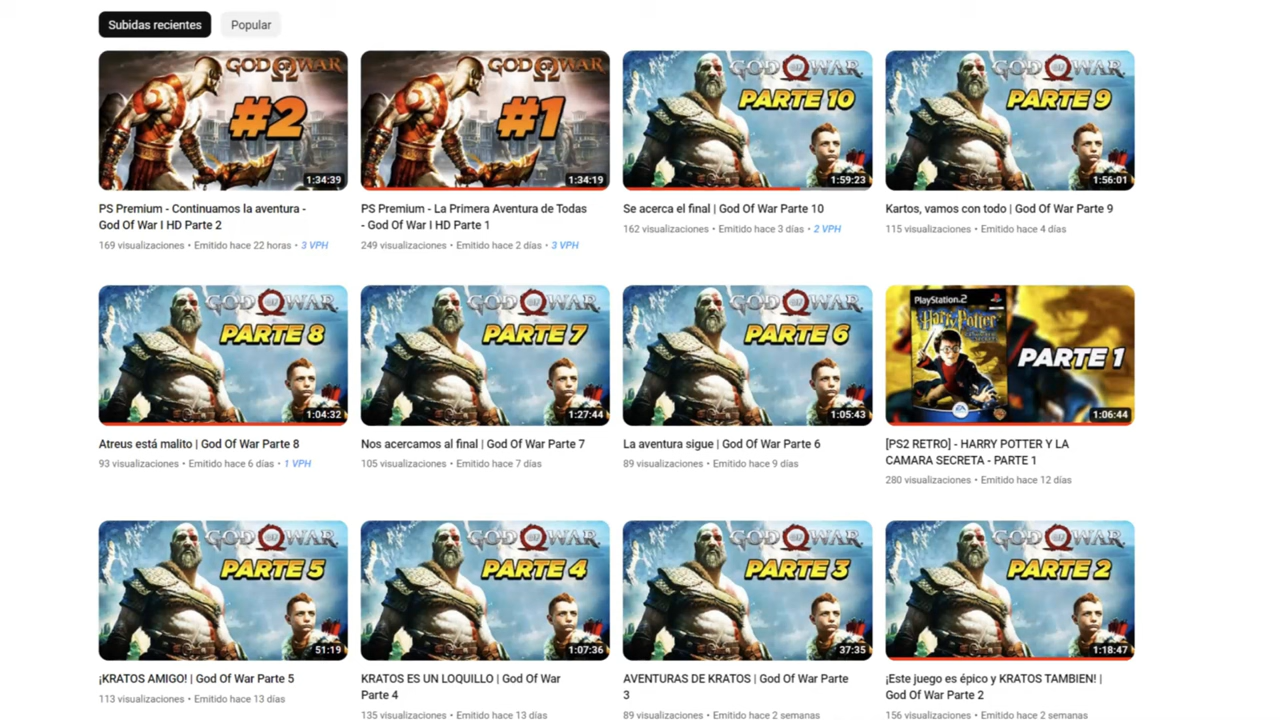 Subidas recientes
Popular
GOD OF WAR
#2
1:34:39
GOD OF WAR
#1
1:34:19
GOD OF WAR
PARTE 10
1:59:23
GOD OF WAR
PARTE 9
1:56:01
PS Premium - Continuamos la aventura -
God Of War I HD Parte 2
169 visualizaciones • Emitido hace 22 horas • 3 VPH
PS Premium - La Primera Aventura de Todas
- God Of War I HD Parte 1
249 visualizaciones • Emitido hace 2 días • 3 VPH
Se acerca el final | God Of War Parte 10
162 visualizaciones • Emitido hace 3 días • 2 VPH
Kartos, vamos con todo | God Of War Parte 9
115 visualizaciones • Emitido hace 4 días
GOD OF WAR
PARTE 8
1:04:32
GOD OF WAR
PARTE 7
1:27:44
GOD OF WAR
PARTE 6
1:05:43
PlayStation.2
Harry Potter
PARTE 1
1:06:44
Atreus está malito | God Of War Parte 8
93 visualizaciones • Emitido hace 6 días • 1 VPH
Nos acercamos al final | God Of War Parte 7
105 visualizaciones • Emitido hace 7 días
La aventura sigue | God Of War Parte 6
89 visualizaciones • Emitido hace 9 días
[PS2 RETRO] - HARRY POTTER Y LA
CAMARA SECRETA - PARTE 1
280 visualizaciones • Emitido hace 12 días
GOD OF WAR
PARTE 5
51:19
GOD OF WAR
PARTE 4
1:07:36
GOD OF WAR
PARTE 3
37:35
GOD OF WAR
PARTE 2
1:18:47
¡KRATOS AMIGO! | God Of War Parte 5
113 visualizaciones • Emitido hace 13 días
KRATOS ES UN LOQUILLO | God Of War
Parte 4
135 visualizaciones • Emitido hace 13 días
AVENTURAS DE KRATOS | God Of War Parte
3
89 visualizaciones • Emitido hace 2 semanas
¡Este juego es épico y KRATOS TAMBIEN! |
God Of War Parte 2
156 visualizaciones • Emitido hace 2 semanas